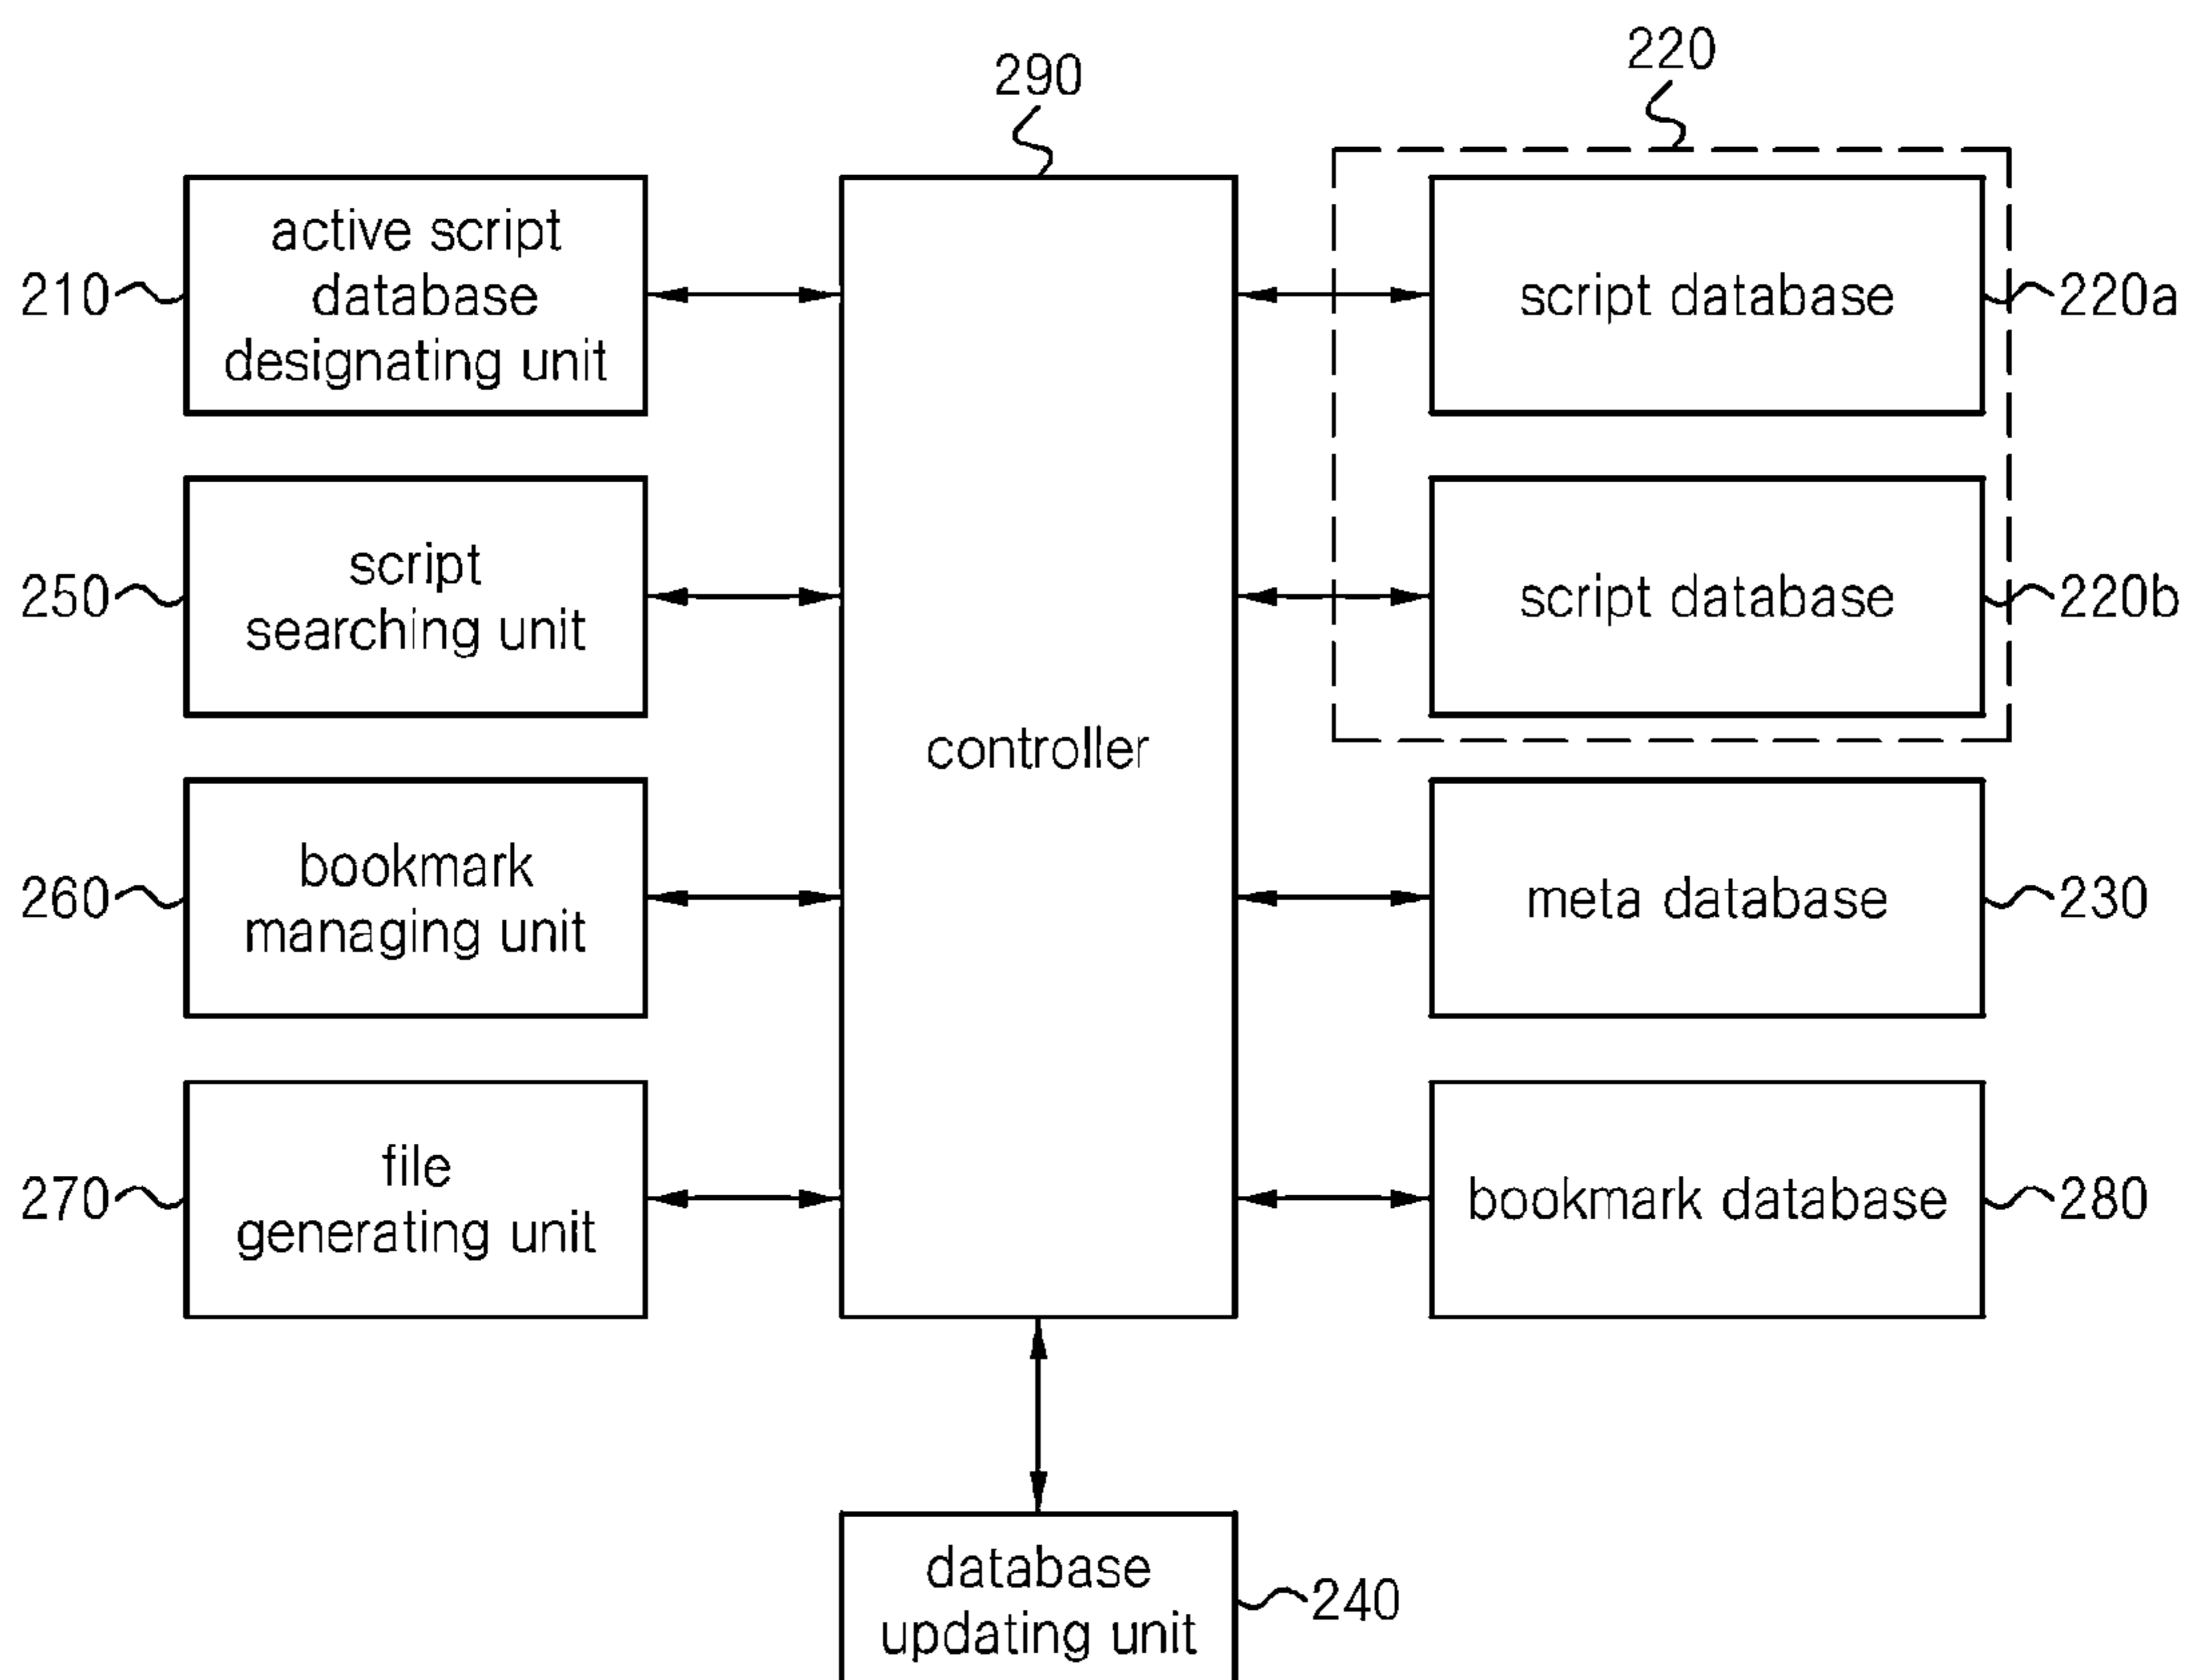 220
290
active script
database
designating unit
210
script database
220a
script
searching unit
250
script database
220b
controller
bookmark
managing unit
260
meta database
230
file
generating unit
270
bookmark database
280
database
updating unit
240